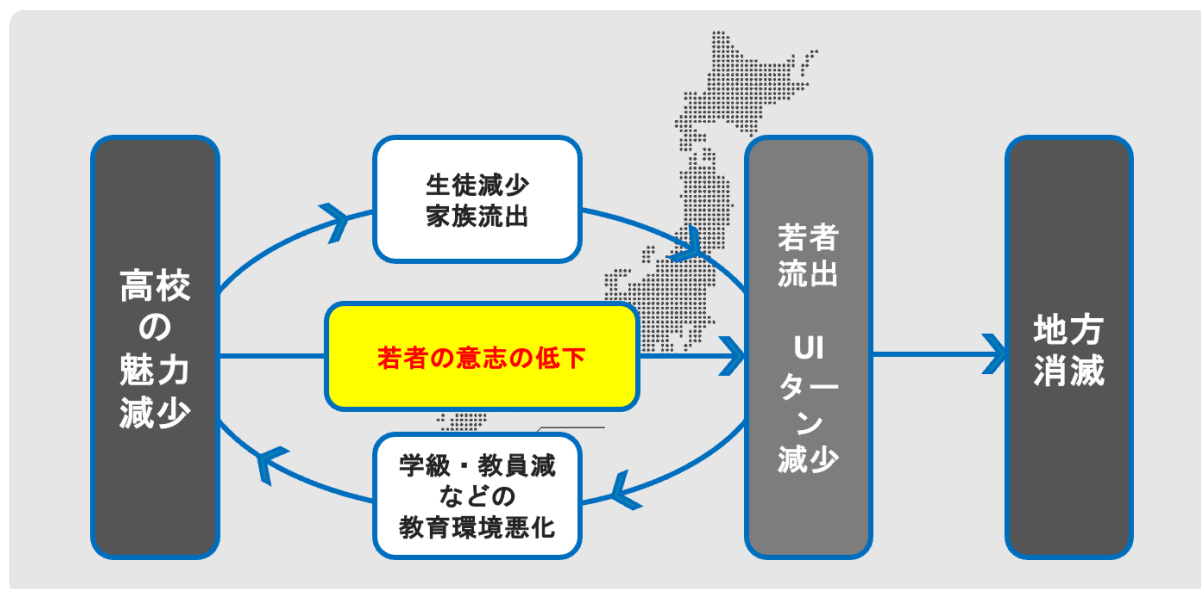 高校
の
魅力
減少
生徒減少
家族流出
若者の意志の低下
学級・教員減
などの
教育環境悪化
若者
流出
UI
ター
ン
減少
地方
消滅